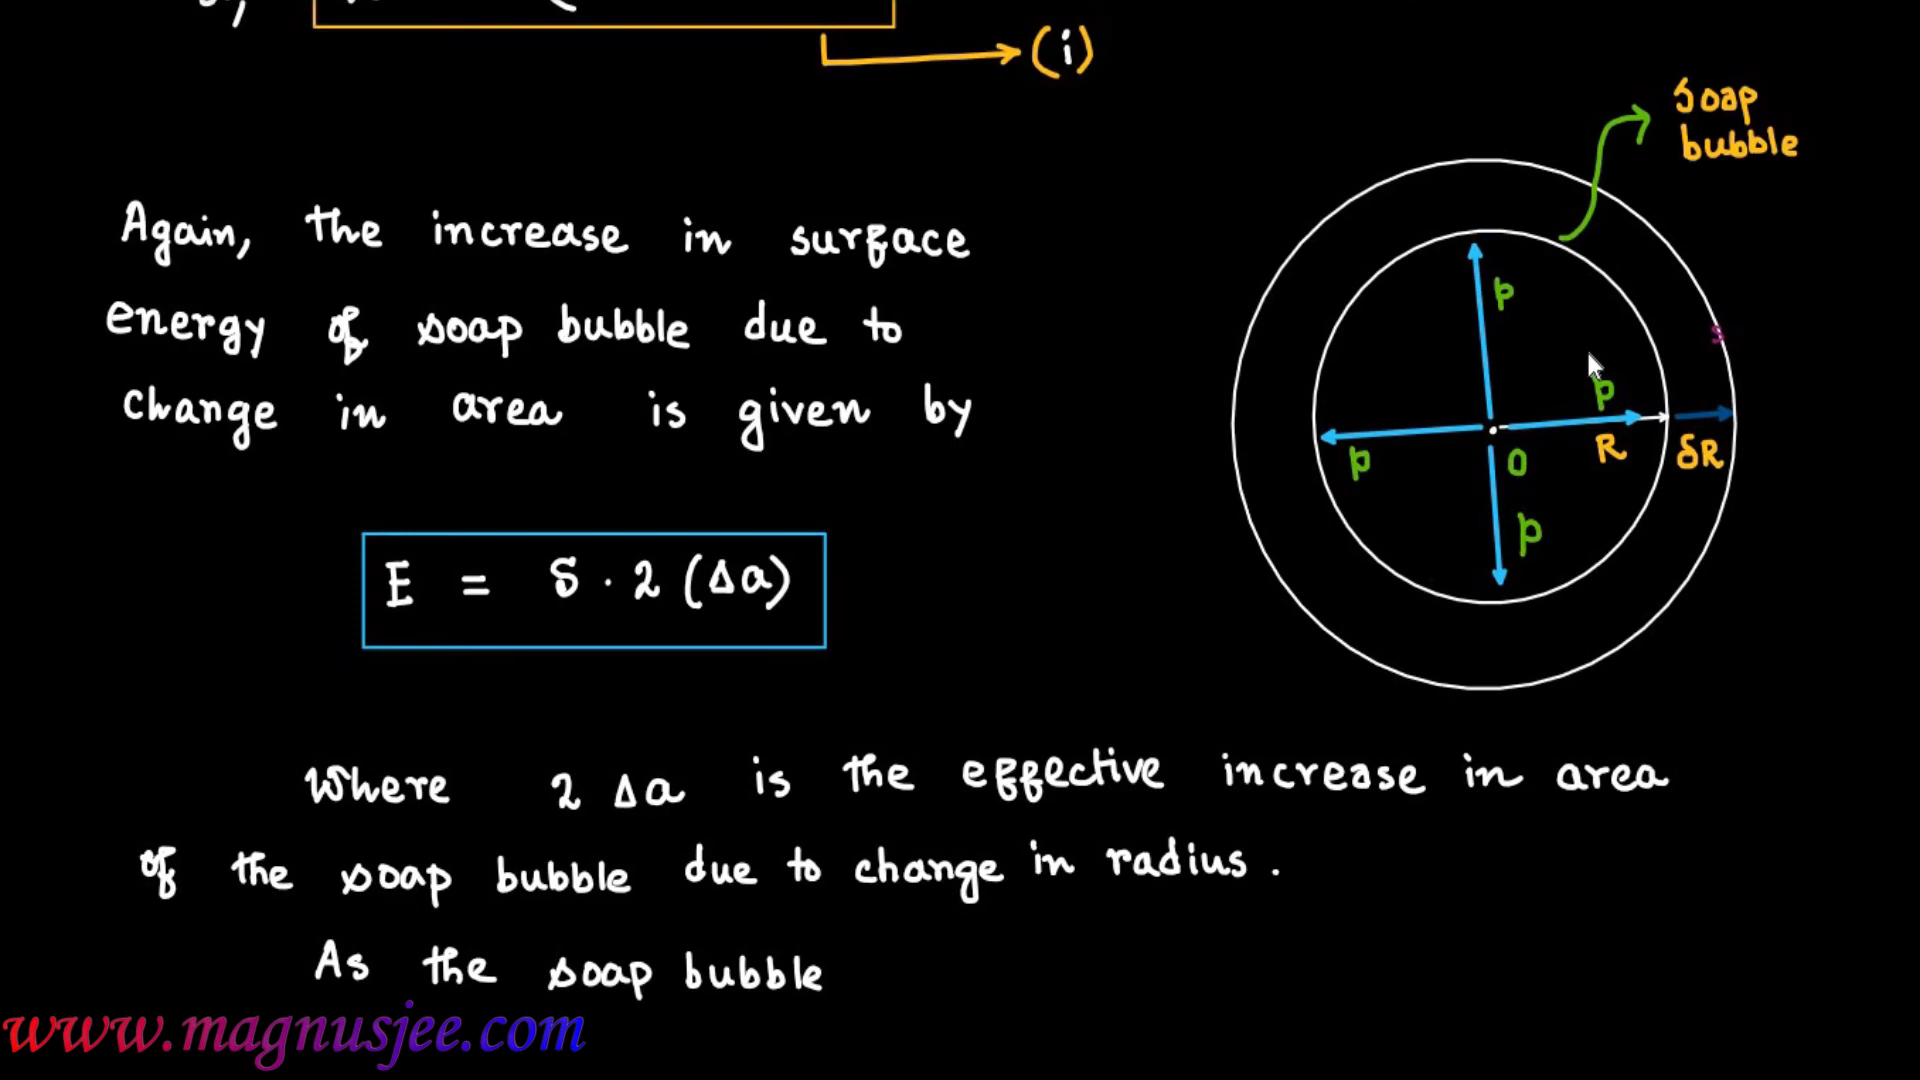 (i)
soap
bubble
Again, the increase in surface
energy of soap bubble due to
change in area is given by
p
s
p
R
δR
p
O
p
E = S · 2 (Δa)
Where 2 Δa is the effective increase in area
of the soap bubble due to change in radius.
As the soap bubble
www.magnusjee.com